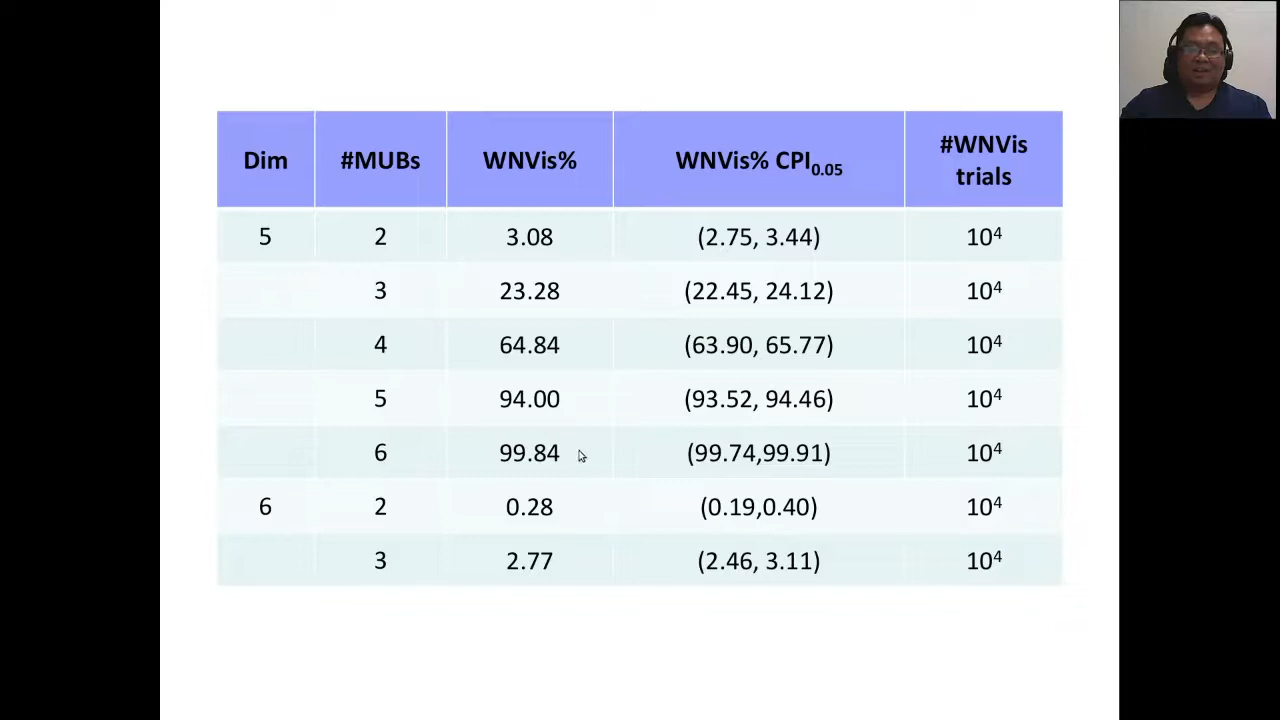 Dim #MUBs WNVis% WNVis% CPI₀.₀₅ #WNVis trials
5 2 3.08 (2.75, 3.44) 10⁴
3 23.28 (22.45, 24.12) 10⁴
4 64.84 (63.90, 65.77) 10⁴
5 94.00 (93.52, 94.46) 10⁴
6 99.84 (99.74,99.91) 10⁴
6 2 0.28 (0.19,0.40) 10⁴
3 2.77 (2.46, 3.11) 10⁴